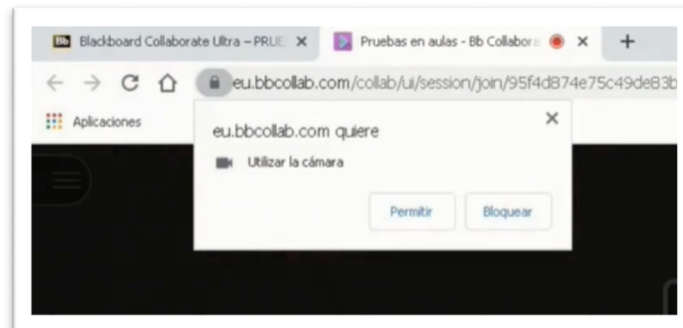 Bb Blackboard Collaborate Ultra – PRUE
Pruebas en aulas - Bb Collabora
eu.bbcollab.com/collab/ui/session/join/95f4d874e75c49de83b
Aplicaciones
eu.bbcollab.com quiere
Utilizar la cámara
Permitir Bloquear